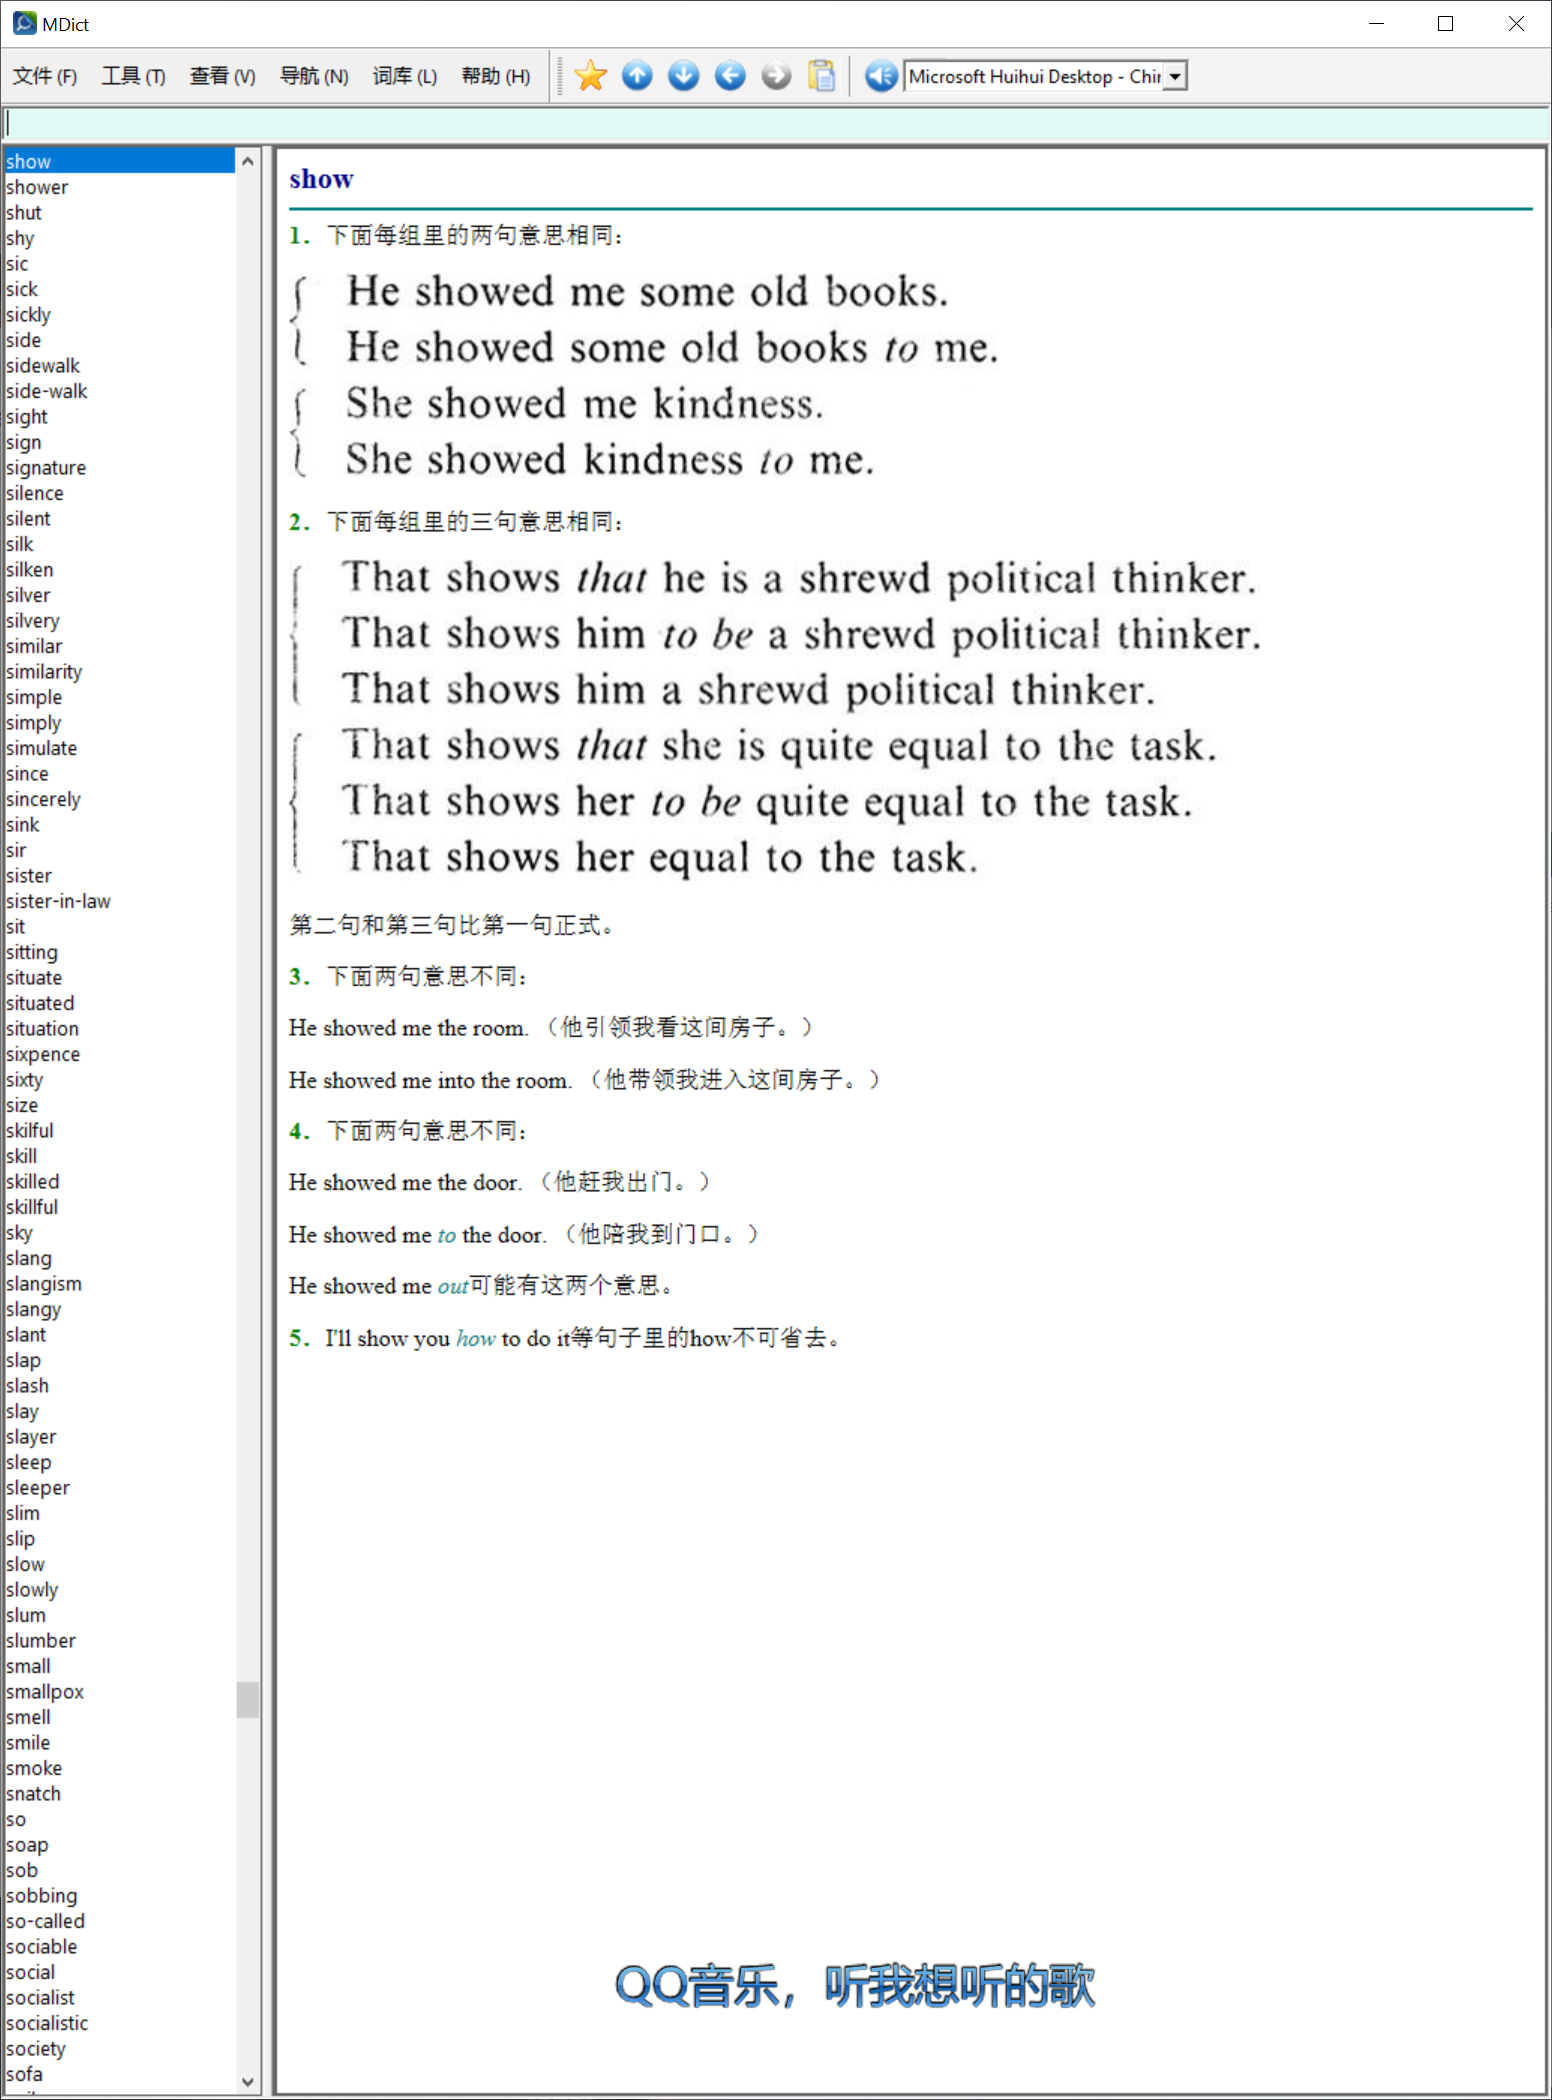 MDict
文件 (F) 工具 (T) 查看 (V) 导航 (N) 词库 (L) 帮助 (H) Microsoft Huihui Desktop - Chir
show
shower
shut
shy
sic
sick
sickly
side
sidewalk
side-walk
sight
sign
signature
silence
silent
silk
silken
silver
silvery
similar
similarity
simple
simply
simulate
since
sincerely
sink
sir
sister
sister-in-law
sit
sitting
situate
situated
situation
sixpence
sixty
size
skilful
skill
skilled
skillful
sky
slang
slangism
slangy
slant
slap
slash
slay
slayer
sleep
sleeper
slim
slip
slow
slowly
slum
slumber
small
smallpox
smell
smile
smoke
snatch
so
soap
sob
sobbing
so-called
sociable
social
socialist
socialistic
society
sofa
show
1. 下面每组里的两句意思相同：
He showed me some old books.
He showed some old books to me.
She showed me kindness.
She showed kindness to me.
2. 下面每组里的三句意思相同：
That shows that he is a shrewd political thinker.
That shows him to be a shrewd political thinker.
That shows him a shrewd political thinker.
That shows that she is quite equal to the task.
That shows her to be quite equal to the task.
That shows her equal to the task.
第二句和第三句比第一句正式。
3. 下面两句意思不同：
He showed me the room. （他引领我看这间房子。）
He showed me into the room. （他带领我进入这间房子。）
4. 下面两句意思不同：
He showed me the door. （他赶我出门。）
He showed me to the door. （他陪我到门口。）
He showed me out可能有这两个意思。
5. I'll show you how to do it等句子里的how不可省去。
QQ音乐，听我想听的歌